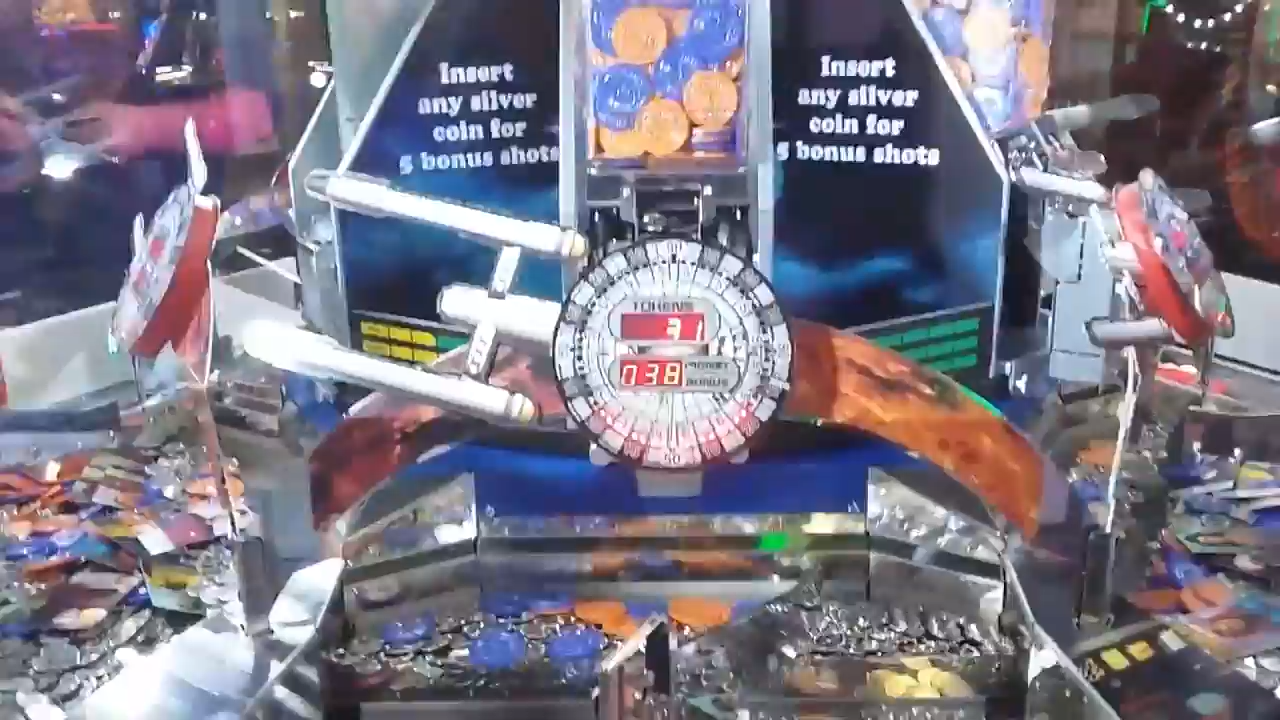 Insert
any silver
coin for
5 bonus shots
Insert
any silver
coin for
5 bonus shots
TOKENS
31
038
BONUS
50